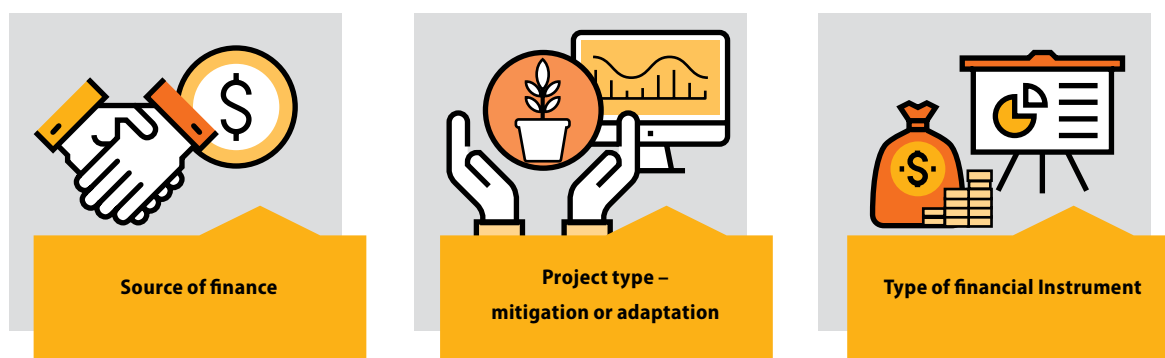 $
Source of finance
Project type –
mitigation or adaptation
$
Type of financial Instrument